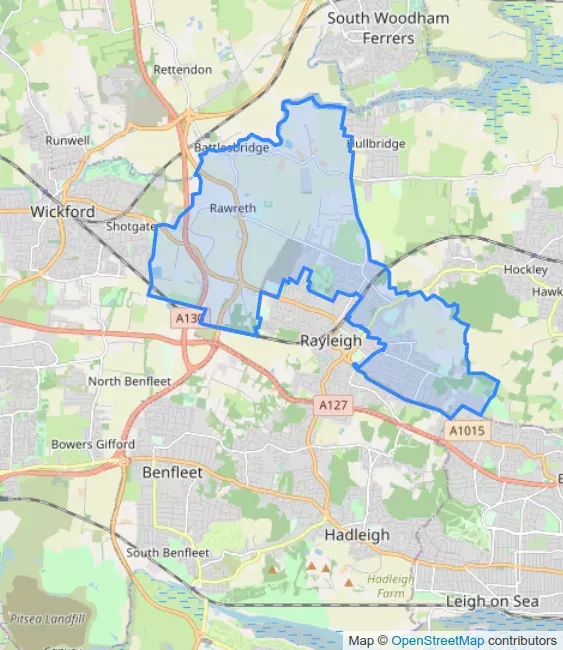 South Woodham
Ferrers
Rettendon
Runwell
Battlesbridge
Hullbridge
Wickford
Rawreth
Shotgate
Hockley
Hawk
A130
Rayleigh
North Benfleet
A127
A1015
Bowers Gifford
Benfleet
South Benfleet
Hadleigh
Hadleigh
Farm
Leigh on Sea
Pitsea Landfill
Map © OpenStreetMap contributors